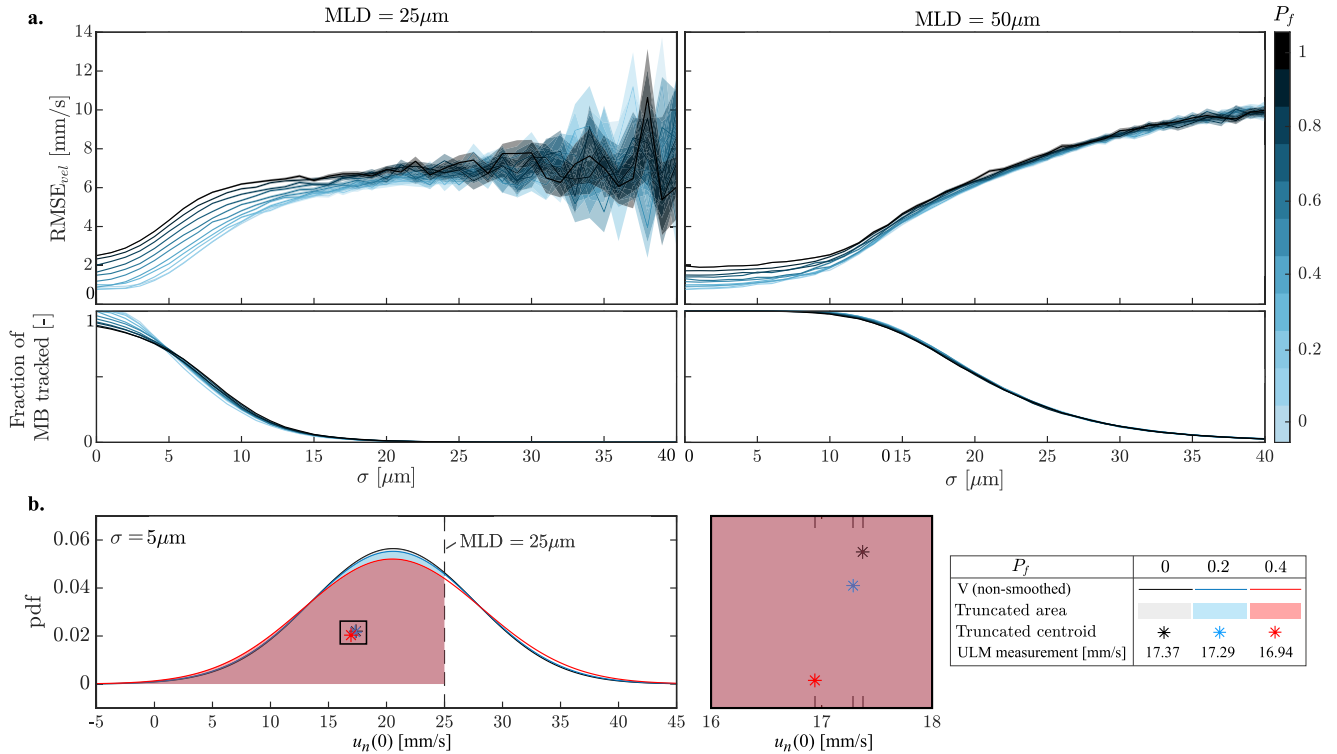 a.
MLD = 25μm
MLD = 50μm
P_f
RMSE_vel [mm/s]
14
12
10
8
6
4
2
0
1
0.8
0.6
0.4
0.2
0
Fraction of
MB tracked [-]
1
0
0 5 10 15 20 25 30 35 40
0 5 10 0 15 20 25 30 35 40
σ [μm]
σ [μm]
b.
σ = 5μm
MLD = 25μm
pdf
0.06
0.04
0.02
0
-5 0 5 10 15 20 25 30 35 40 45
u_n(0) [mm/s]
16 17 18
u_n(0) [mm/s]
P_f 0 0.2 0.4
V (non-smoothed)
Truncated area
Truncated centroid
ULM measurement [mm/s] 17.37 17.29 16.94